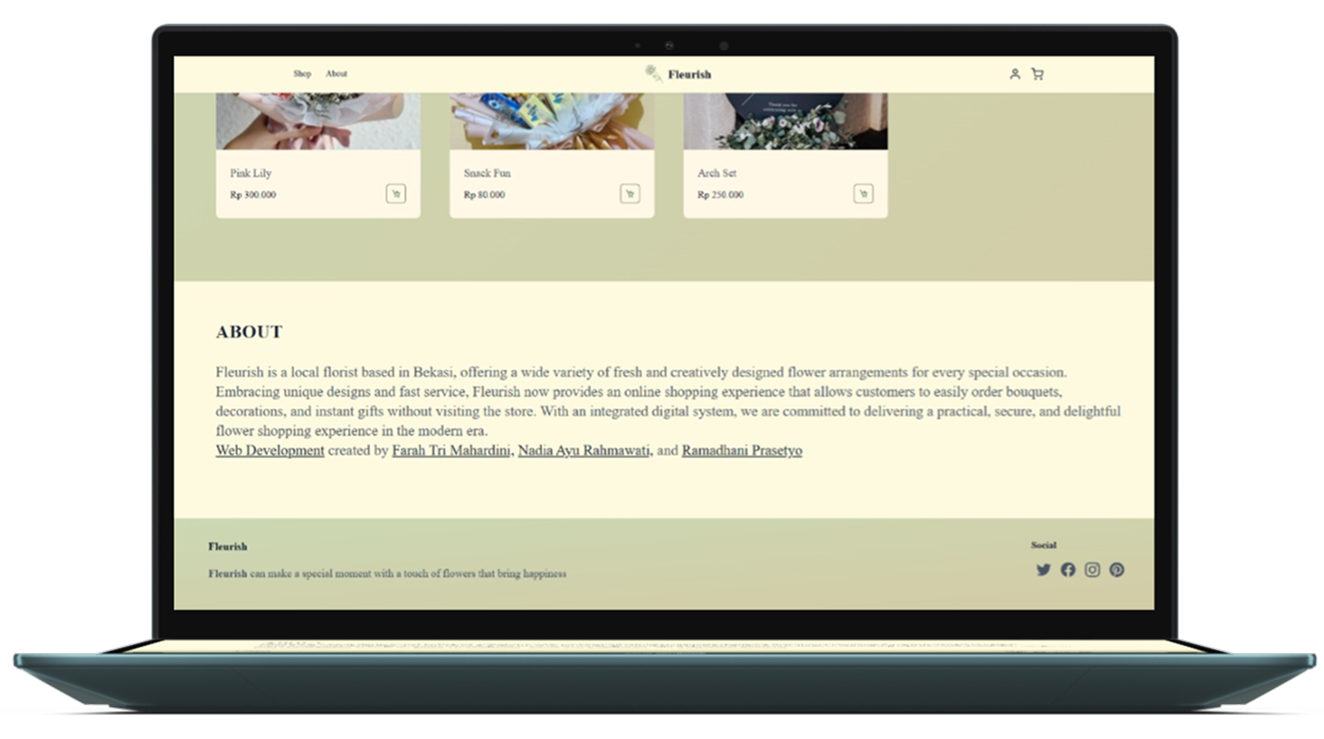 Shop About
Fleurish
Thank you for
celebrating with us
Pink Lily
Rp 300.000
Snack Fun
Rp 80.000
Arch Set
Rp 250.000
ABOUT
Fleurish is a local florist based in Bekasi, offering a wide variety of fresh and creatively designed flower arrangements for every special occasion.
Embracing unique designs and fast service, Fleurish now provides an online shopping experience that allows customers to easily order bouquets,
decorations, and instant gifts without visiting the store. With an integrated digital system, we are committed to delivering a practical, secure, and delightful
flower shopping experience in the modern era.
Web Development created by Farah Tri Mahardini, Nadia Ayu Rahmawati, and Ramadhani Prasetyo
Fleurish
Fleurish can make a special moment with a touch of flowers that bring happiness
Social